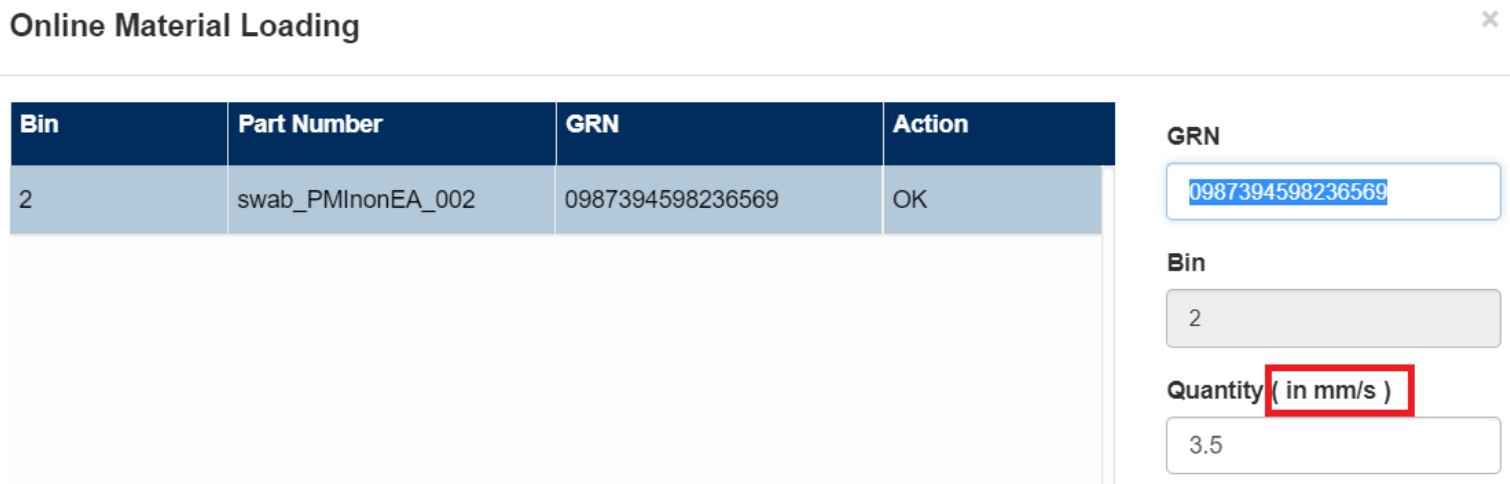 Online Material Loading ×
Bin Part Number GRN Action
2 swab_PMInonEA_002 0987394598236569 OK
GRN
0987394598236569
Bin
2
Quantity ( in mm/s )
3.5